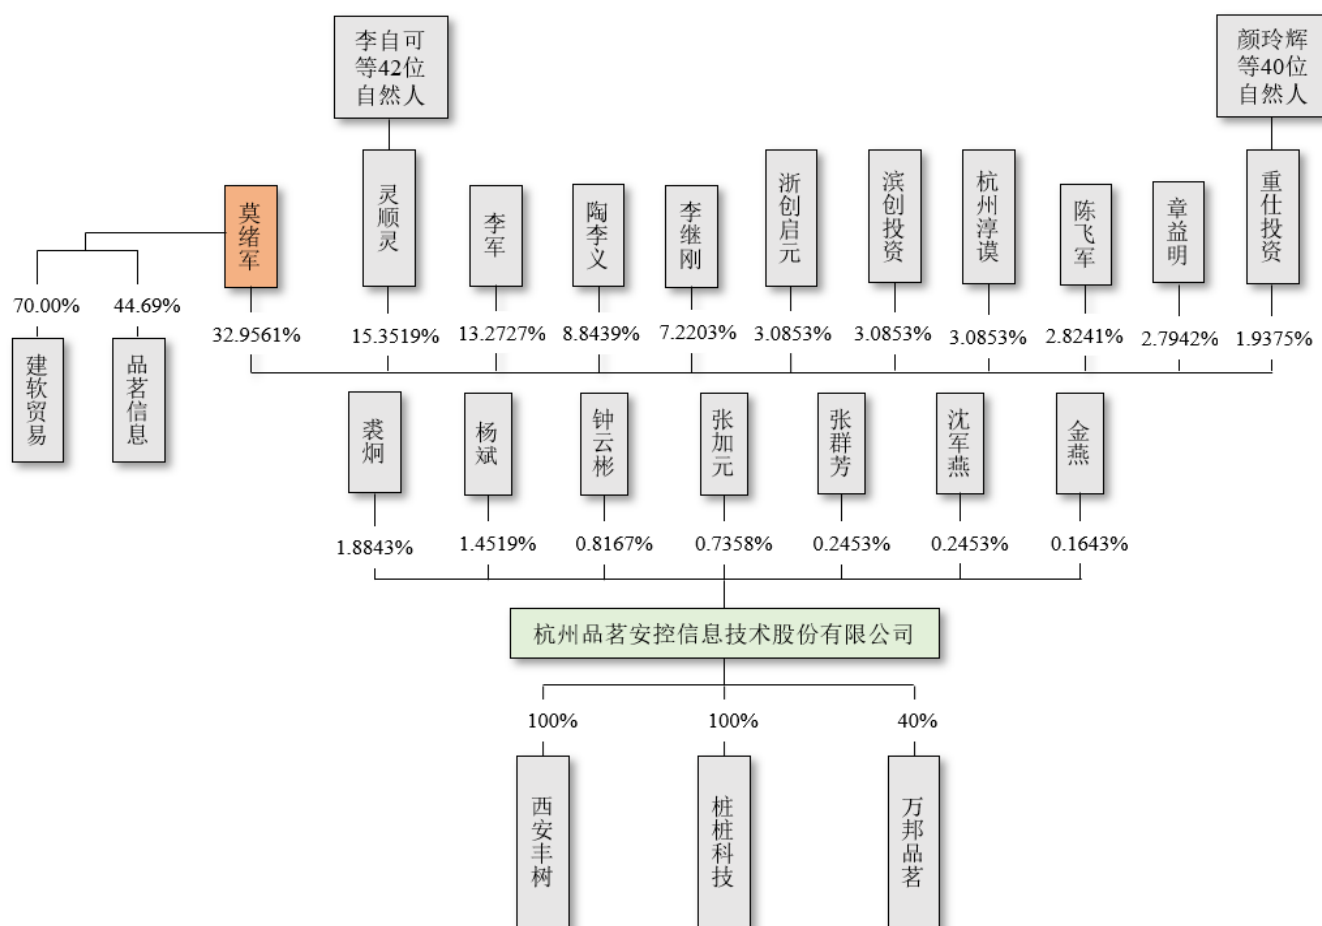 李自可
等42位
自然人
颜玲辉
等40位
自然人
莫绪军
灵顺灵
李军
陶李义
李继刚
浙创启元
滨创投资
杭州淳谟
陈飞军
章益明
重仕投资
70.00%
44.69%
32.9561%
15.3519%
13.2727%
8.8439%
7.2203%
3.0853%
3.0853%
3.0853%
2.8241%
2.7942%
1.9375%
建软贸易
品茗信息
裘炯
杨斌
钟云彬
张加元
张群芳
沈军燕
金燕
1.8843%
1.4519%
0.8167%
0.7358%
0.2453%
0.2453%
0.1643%
杭州品茗安控信息技术股份有限公司
100%
100%
40%
西安丰树
桩桩科技
万邦品茗